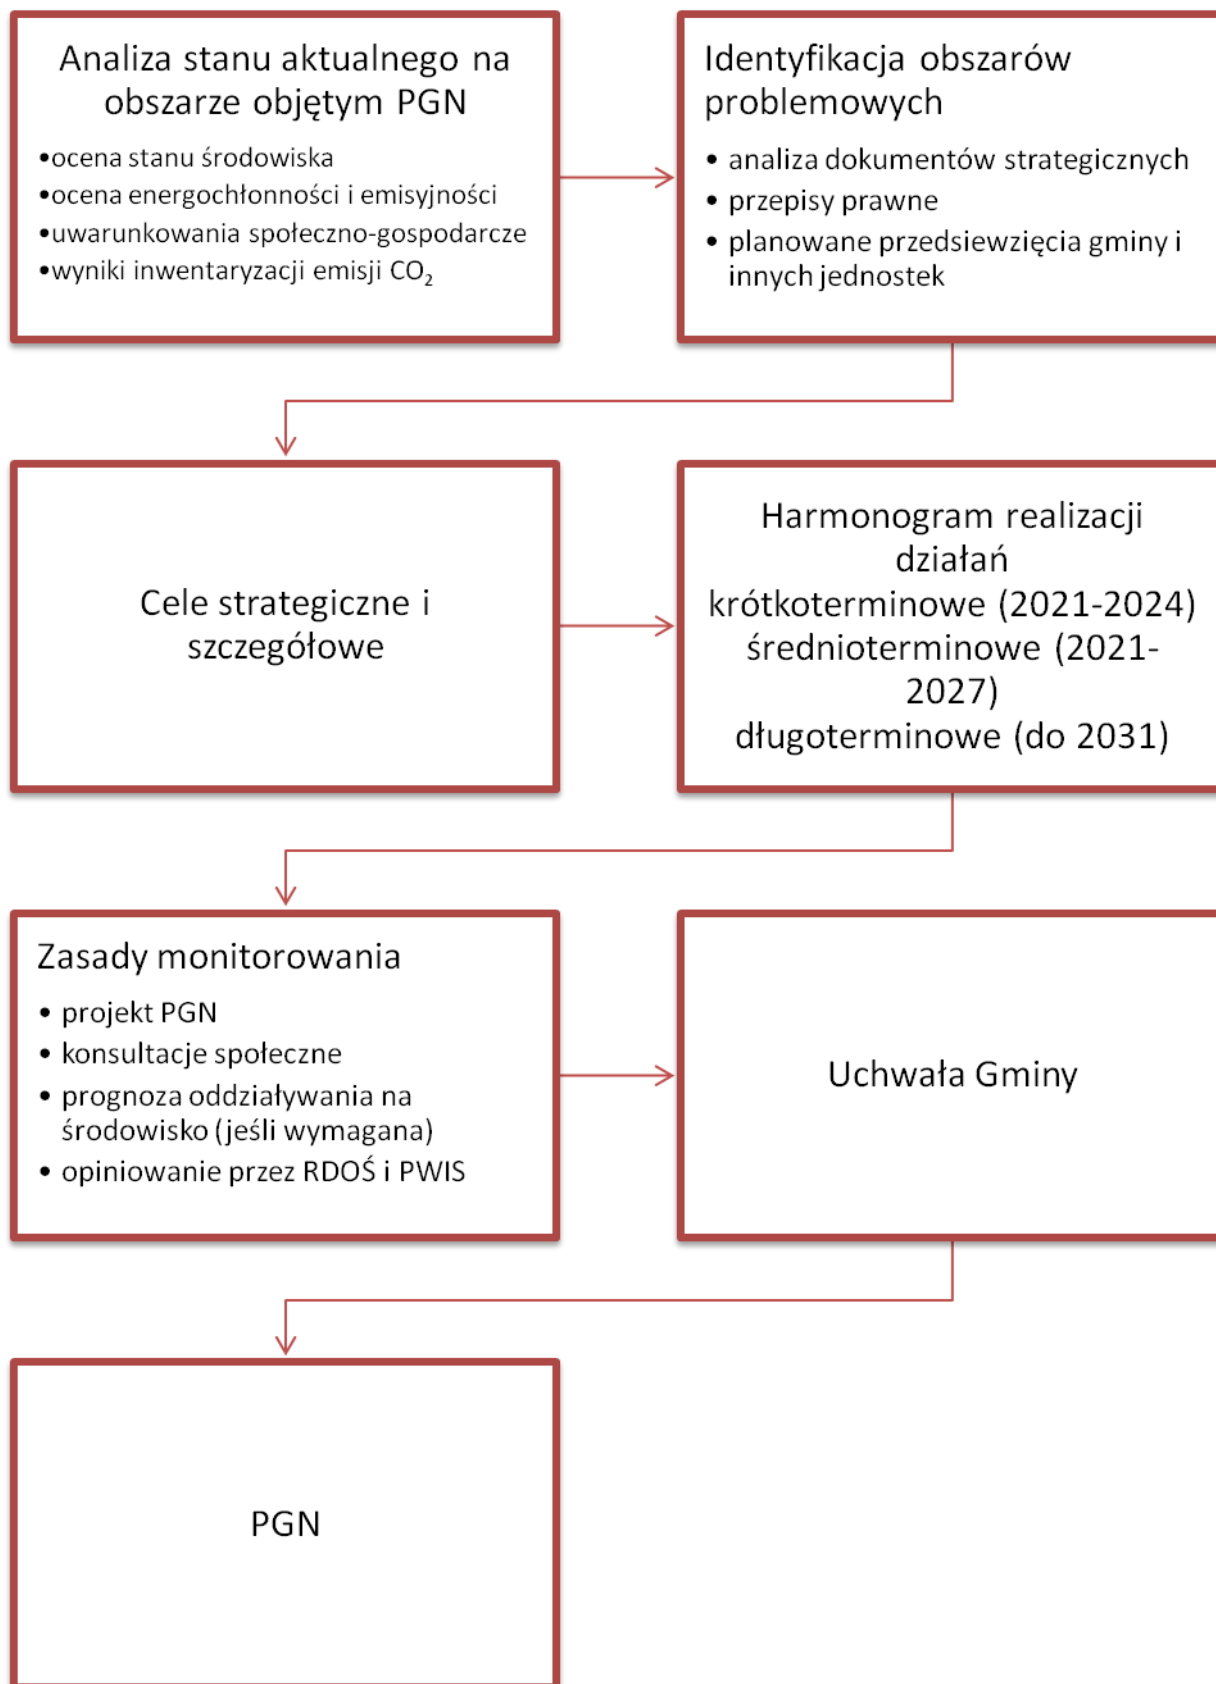 Analiza stanu aktualnego na
obszarze objętym PGN
•ocena stanu środowiska
•ocena energochłonności i emisyjności
•uwarunkowania społeczno-gospodarcze
•wyniki inwentaryzacji emisji CO₂
Identyfikacja obszarów
problemowych
• analiza dokumentów strategicznych
• przepisy prawne
• planowane przedsiewzięcia gminy i
innych jednostek
Cele strategiczne i
szczegółowe
Harmonogram realizacji
działań
krótkoterminowe (2021-2024)
średnioterminowe (2021-
2027)
długoterminowe (do 2031)
Zasady monitorowania
• projekt PGN
• konsultacje społeczne
• prognoza oddziaływania na
środowisko (jeśli wymagana)
• opiniowanie przez RDOŚ i PWIS
Uchwała Gminy
PGN